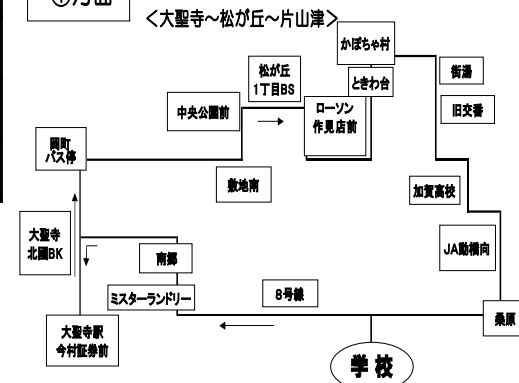 ①方面
<大聖寺～松が丘～片山津>
かぼちゃ村
松が丘
1丁目BS
ときわ台
街湯
中央公園前
ローソン
作見店前
旧交番
岡町
バス停
敷地南
加賀高校
大聖寺
北國BK
南郷
JA動橋向
ミスターランドリー
8号線
大聖寺駅
今村証券前
桑原
学校